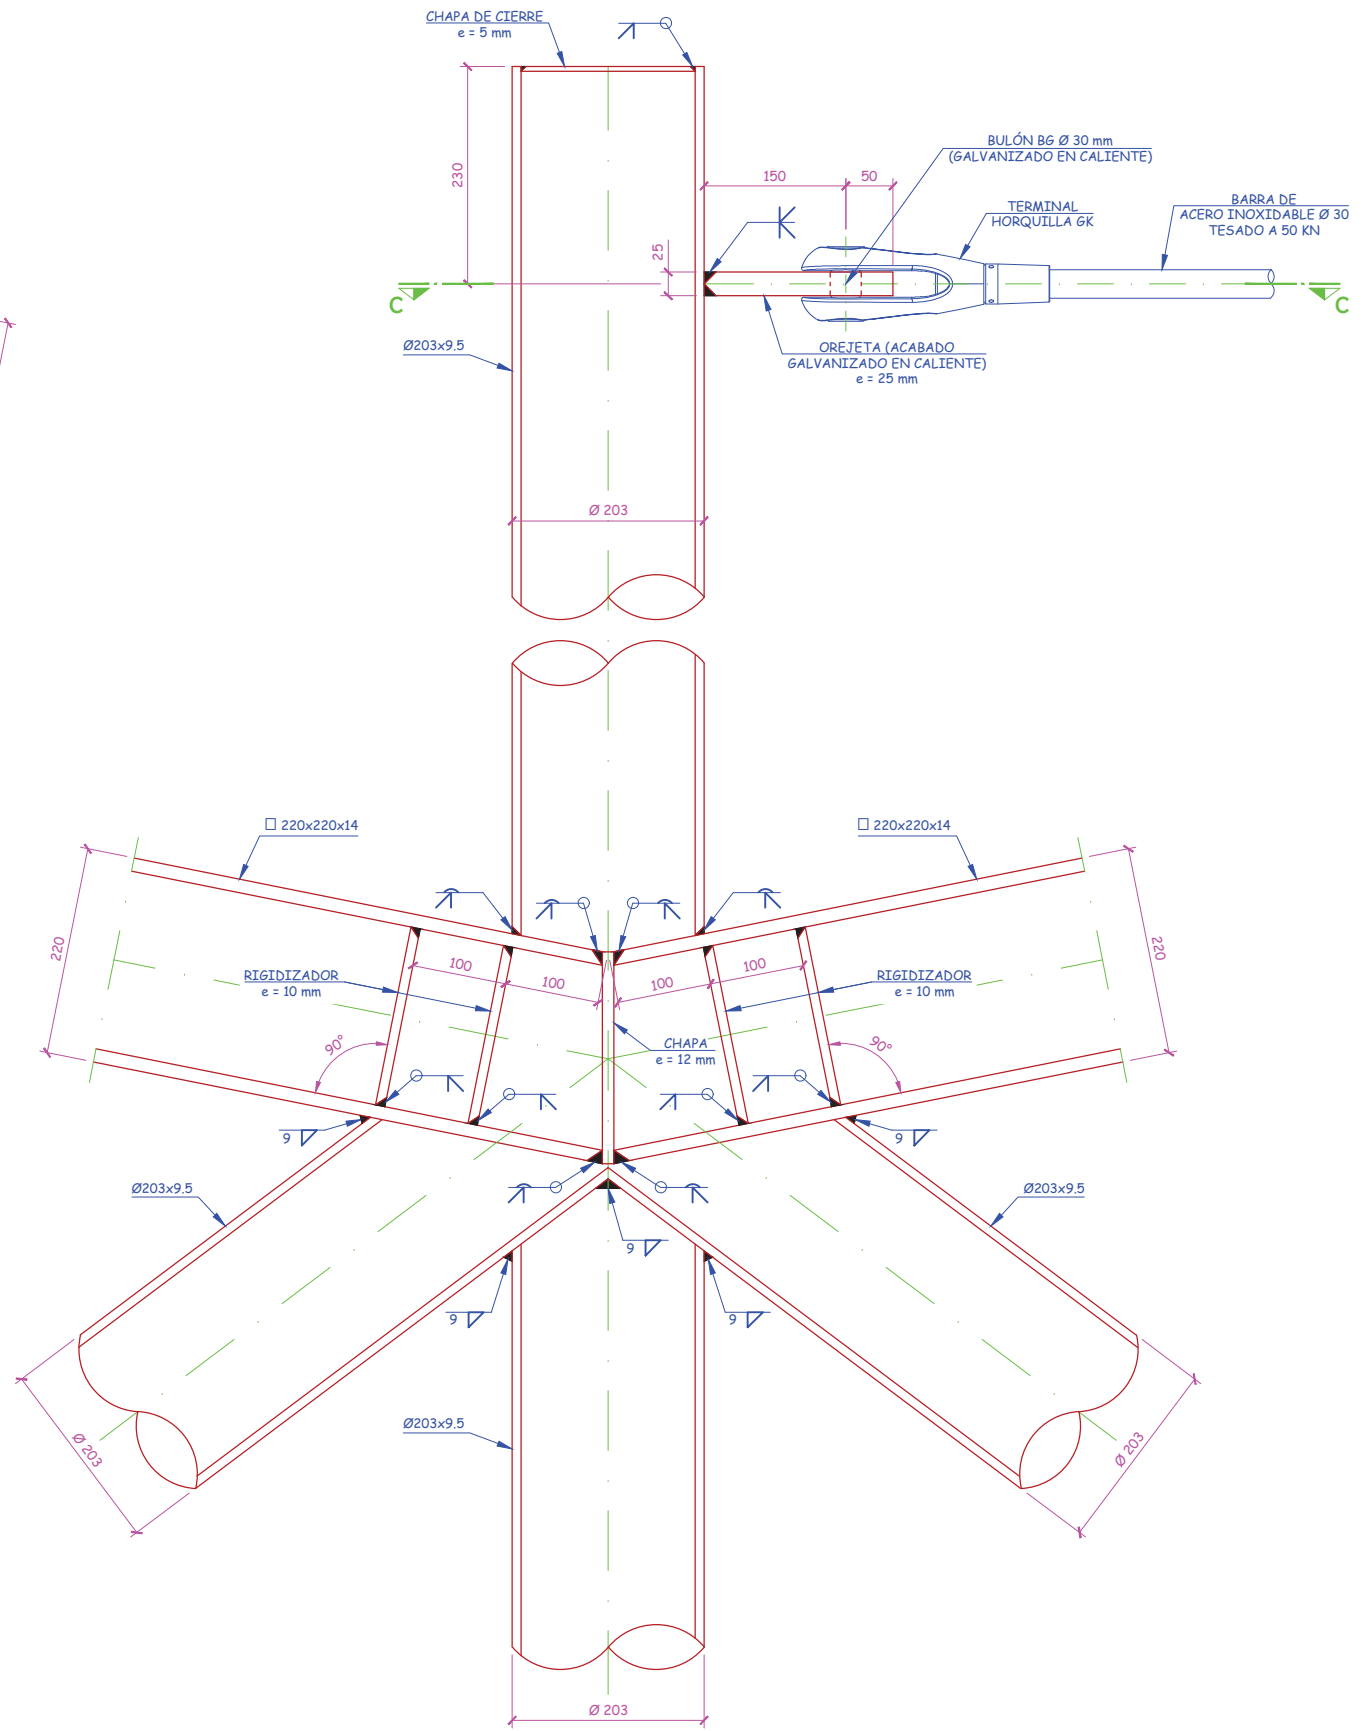 CHAPA DE CIERRE
e = 5 mm
230
BULÓN BG Ø 30 mm
(GALVANIZADO EN CALIENTE)
150
50
TERMINAL
HORQUILLA GK
BARRA DE
ACERO INOXIDABLE Ø 30
TESADO A 50 KN
25
C
C
Ø203x9.5
OREJETA (ACABADO
GALVANIZADO EN CALIENTE)
e = 25 mm
Ø 203
□ 220x220x14
□ 220x220x14
220
220
RIGIDIZADOR
e = 10 mm
100
100
100
100
RIGIDIZADOR
e = 10 mm
CHAPA
e = 12 mm
90°
90°
9
9
Ø203x9.5
Ø203x9.5
9
9
9
Ø203x9.5
Ø 203
Ø 203
Ø 203